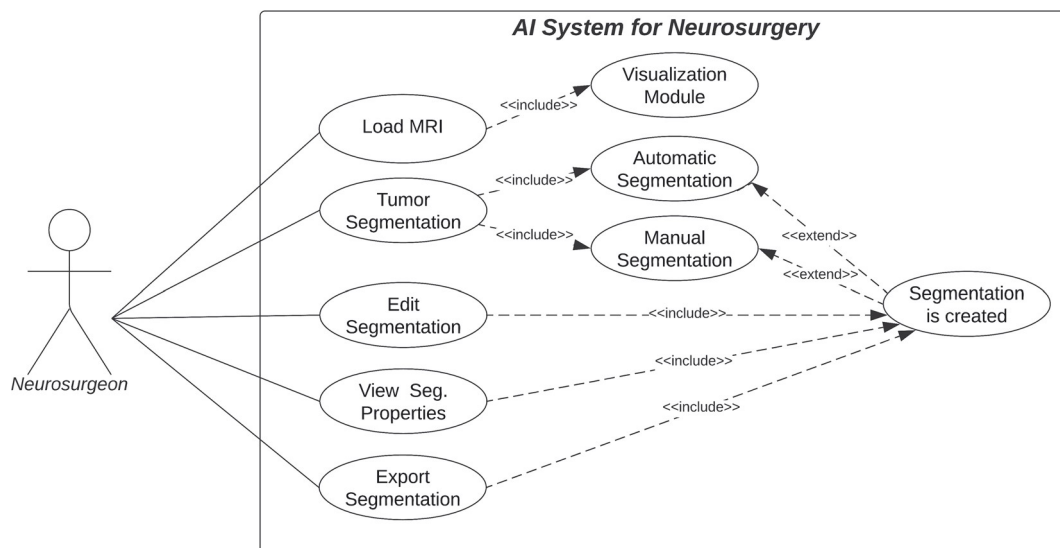 AI System for Neurosurgery
Visualization
Module
<<include>>
Load MRI
Automatic
Segmentation
<<include>>
Tumor
Segmentation
<<include>>
Manual
Segmentation
<<extend>>
<<extend>>
Segmentation
is created
Edit
Segmentation
<<include>>
<<include>>
View Seg.
Properties
Neurosurgeon
<<include>>
Export
Segmentation